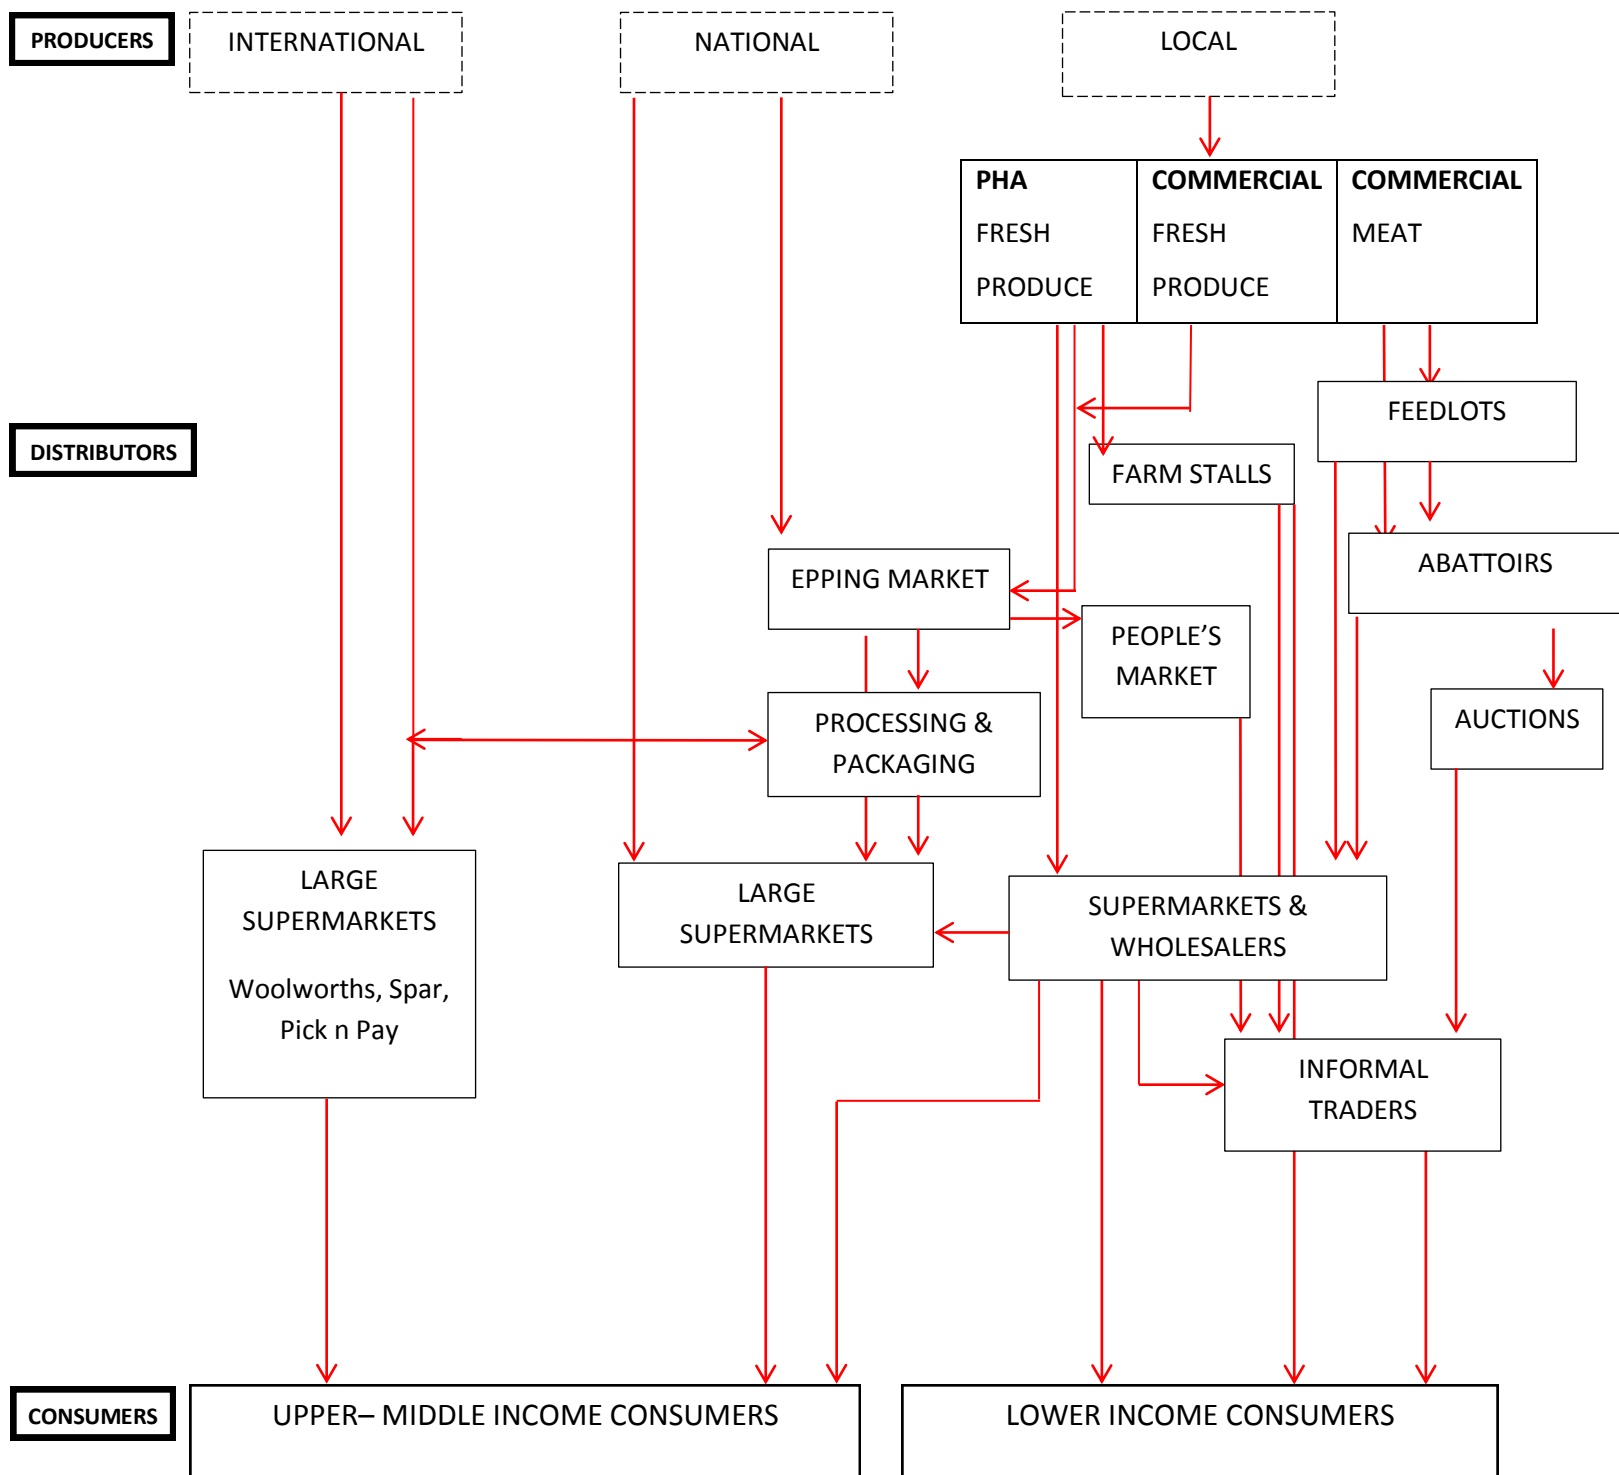 PRODUCERS
INTERNATIONAL
NATIONAL
LOCAL
PHA
FRESH
PRODUCE
COMMERCIAL
FRESH
PRODUCE
COMMERCIAL
MEAT
DISTRIBUTORS
FEEDLOTS
FARM STALLS
ABATTOIRS
EPPING MARKET
PEOPLE’S
MARKET
PROCESSING &
PACKAGING
AUCTIONS
LARGE
SUPERMARKETS
Woolworths, Spar,
Pick n Pay
LARGE
SUPERMARKETS
SUPERMARKETS &
WHOLESALERS
INFORMAL
TRADERS
CONSUMERS
UPPER– MIDDLE INCOME CONSUMERS
LOWER INCOME CONSUMERS